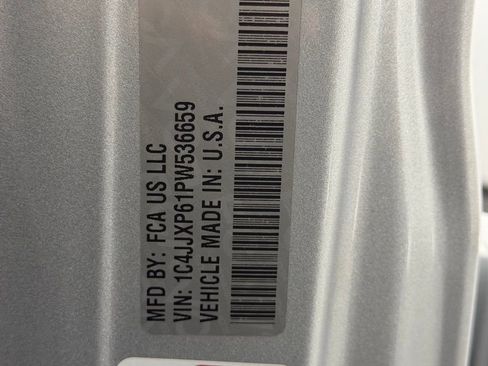 MFD BY: FCA US LLC
VIN: 1C4JJXP61PW536659
VEHICLE MADE IN: U.S.A.